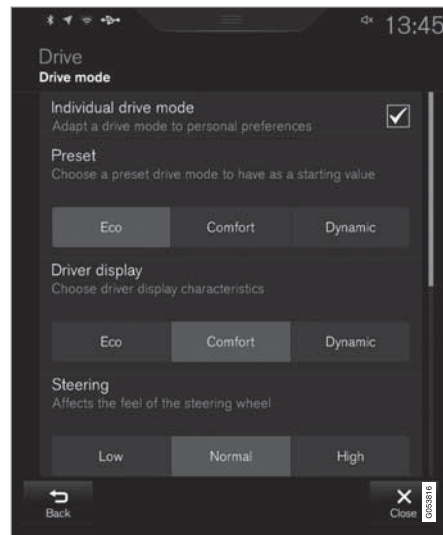 13:45
Drive
Drive mode
Individual drive mode
Adapt a drive mode to personal preferences
Preset
Choose a preset drive mode to have as a starting value
Eco Comfort Dynamic
Driver display
Choose driver display characteristics
Eco Comfort Dynamic
Steering
Affects the feel of the steering wheel
Low Normal High
Back Close
G053816